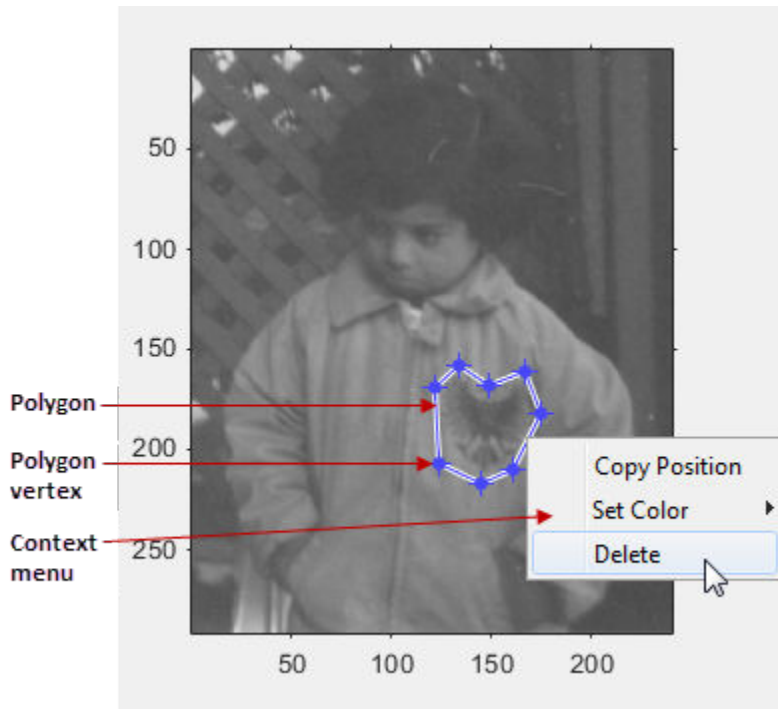 50
100
150
Polygon
200
Polygon
vertex
Copy Position
Set Color
Context
menu
250
Delete
50 100 150 200